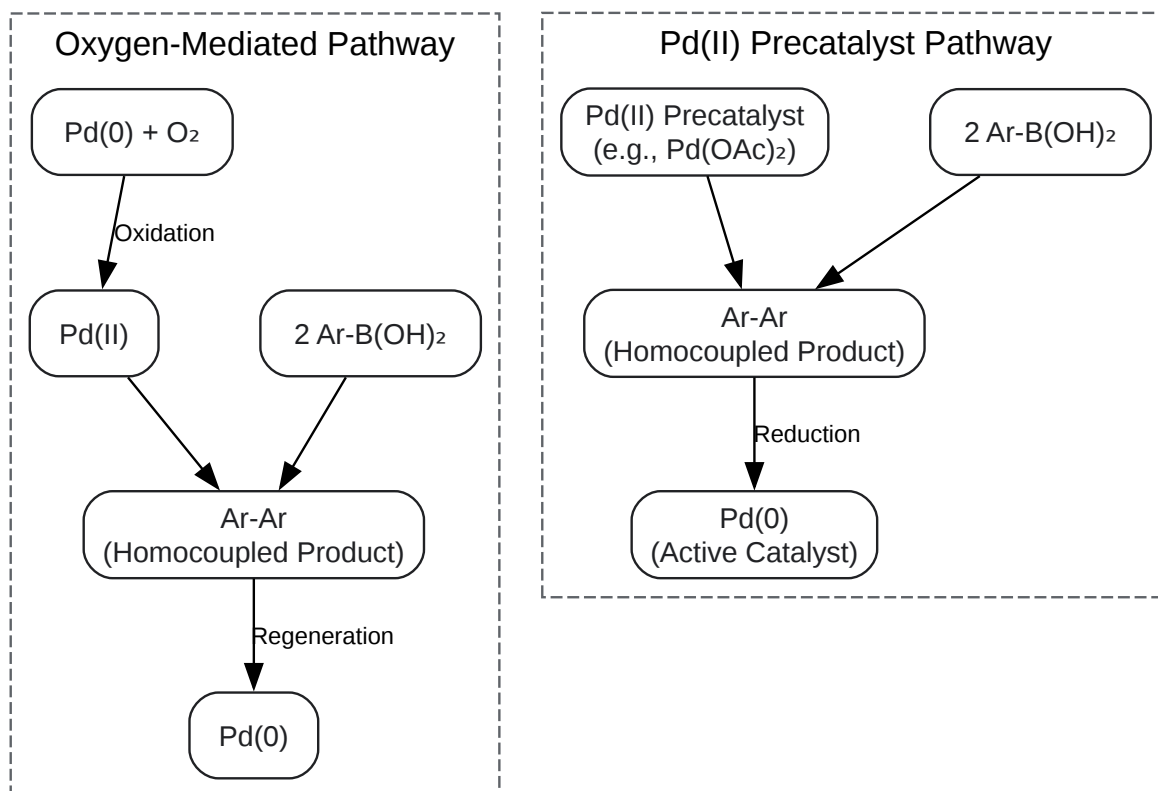 Oxygen-Mediated Pathway
Pd(0) + O₂
Oxidation
Pd(II)
2 Ar-B(OH)₂
Ar-Ar
(Homocoupled Product)
Regeneration
Pd(0)
Pd(II) Precatalyst Pathway
Pd(II) Precatalyst
(e.g., Pd(OAc)₂)
2 Ar-B(OH)₂
Ar-Ar
(Homocoupled Product)
Reduction
Pd(0)
(Active Catalyst)